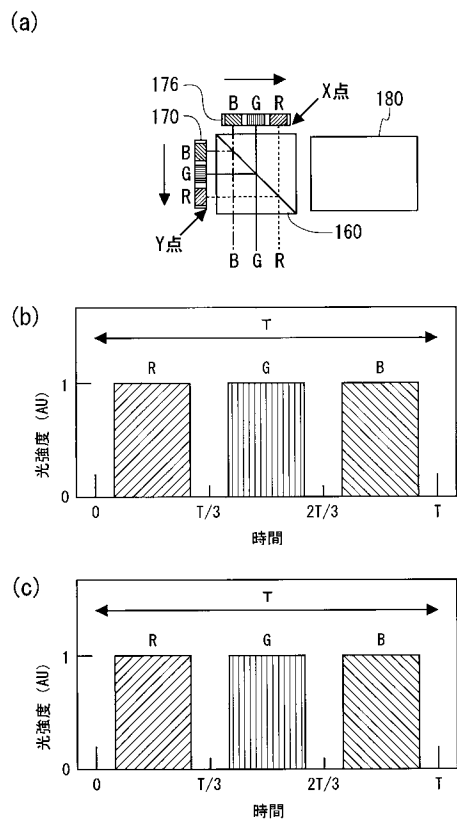 (a)
176
B G R
X点
180
170
B
G
R
Y点
160
B G R
(b)
T
R G B
光強度 (AU)
1
0
0 T/3 2T/3 T
時間
(c)
T
R G B
光強度 (AU)
1
0
0 T/3 2T/3 T
時間